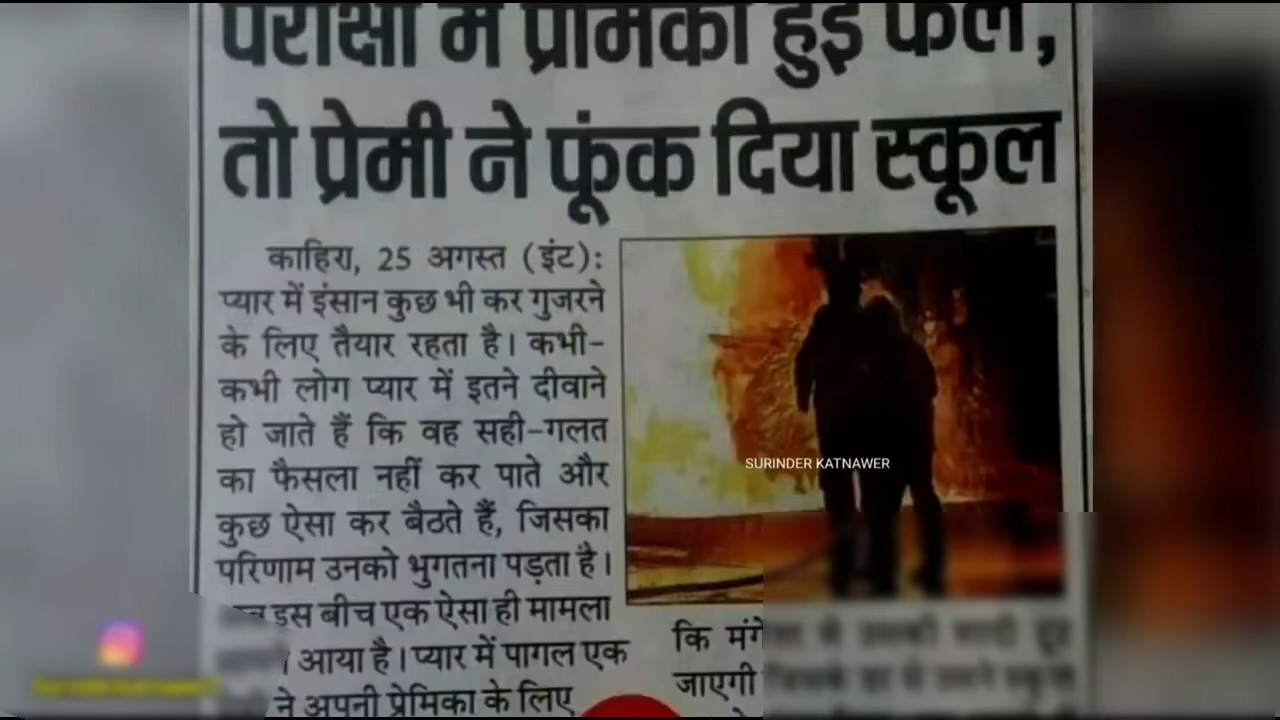 परीक्षा में प्रेमिका हुई फेल,
तो प्रेमी ने फूंक दिया स्कूल
काहिरा, 25 अगस्त (इंट):
प्यार में इंसान कुछ भी कर गुजरने
के लिए तैयार रहता है। कभी-
कभी लोग प्यार में इतने दीवाने
हो जाते हैं कि वह सही-गलत
का फैसला नहीं कर पाते और
कुछ ऐसा कर बैठते हैं, जिसका
परिणाम उनको भुगतना पड़ता है।
इस बीच एक ऐसा ही मामला
आया है। प्यार में पागल एक
ने अपनी प्रेमिका के लिए
कि
जाएगी
SURINDER KATNAWER